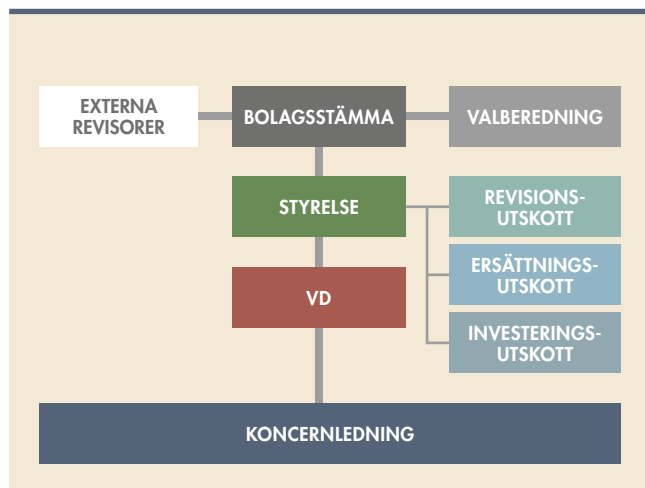 EXTERNA
REVISORER
BOLAGSSTÄMMA
VALBEREDNING
STYRELSE
REVISIONS-
UTSKOTT
ERSÄTTNINGS-
UTSKOTT
VD
INVESTERINGS-
UTSKOTT
KONCERNLEDNING